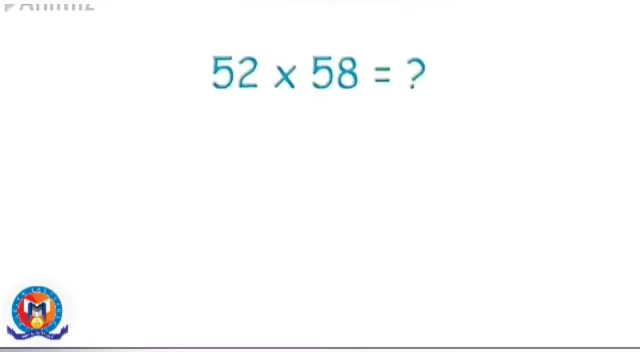 52 x 58 = ?